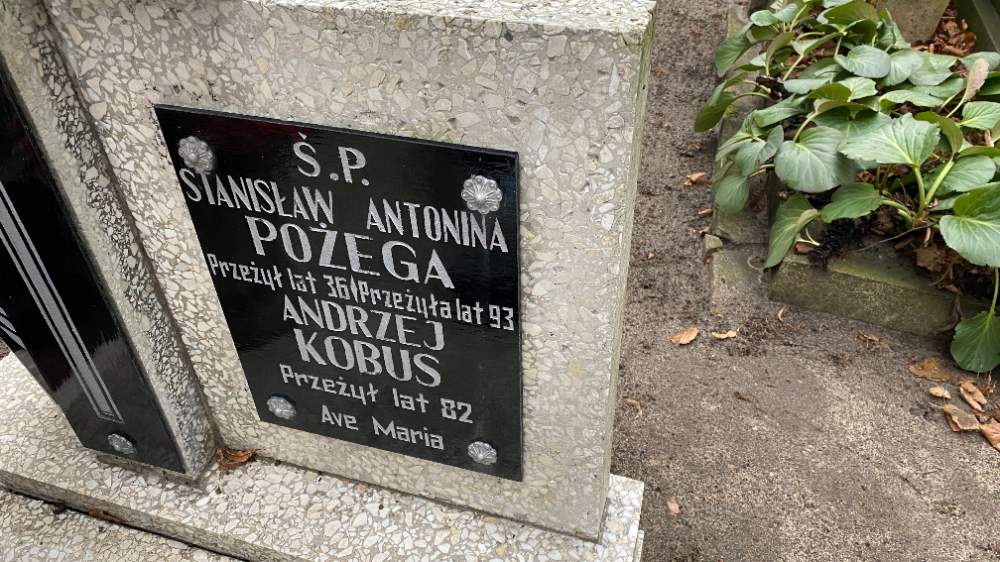 Ś.P.
STANISŁAW ANTONINA
POŻEGA
Przeżył lat 36 Przeżyła lat 93
ANDRZEJ
KOBUS
Przeżył lat 82
Ave Maria